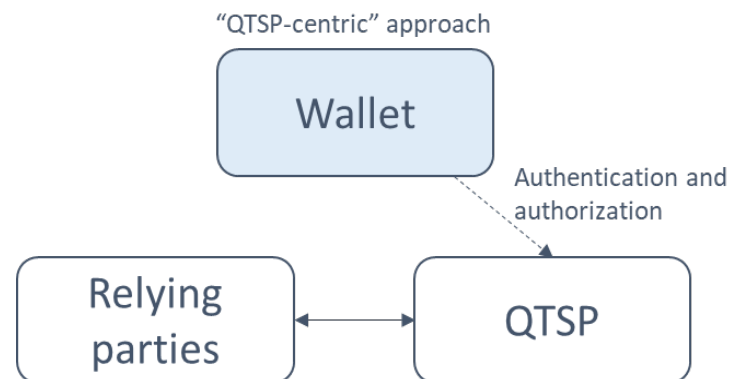 “QTSP-centric” approach
Wallet
Authentication and
authorization
Relying
parties
QTSP